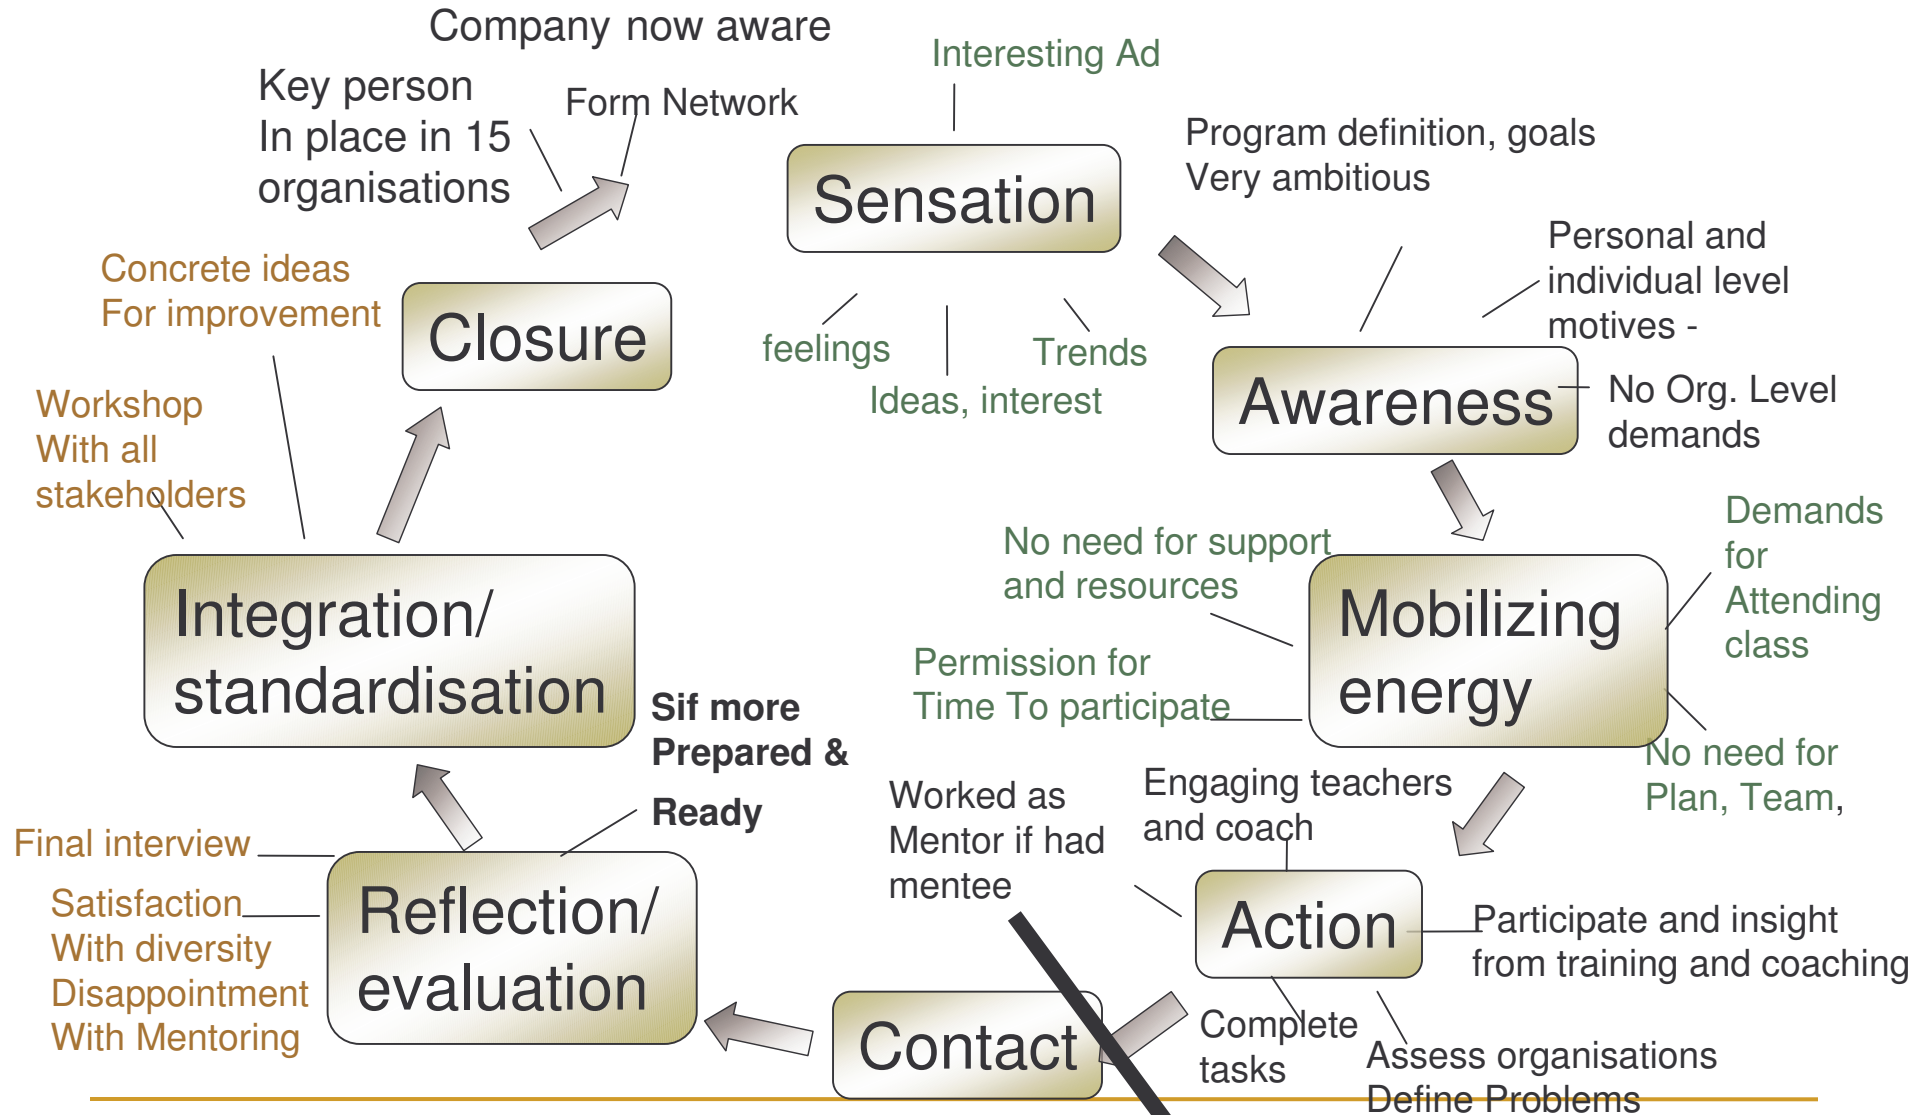 Company now aware
Key person
In place in 15
organisations
Form Network
Interesting Ad
Sensation
feelings
Ideas, interest
Trends
Program definition, goals
Very ambitious
Personal and
individual level
motives -
Awareness
No Org. Level
demands
No need for support
and resources
Permission for
Time To participate
Mobilizing
energy
Demands
for
Attending
class
No need for
Plan, Team,
Worked as
Mentor if had
mentee
Engaging teachers
and coach
Action
Participate and insight
from training and coaching
Complete
tasks
Assess organisations
Define Problems
Contact
Reflection/
evaluation
Sif more
Prepared &
Ready
Final interview
Satisfaction
With diversity
Disappointment
With Mentoring
Integration/
standardisation
Workshop
With all
stakeholders
Concrete ideas
For improvement
Closure